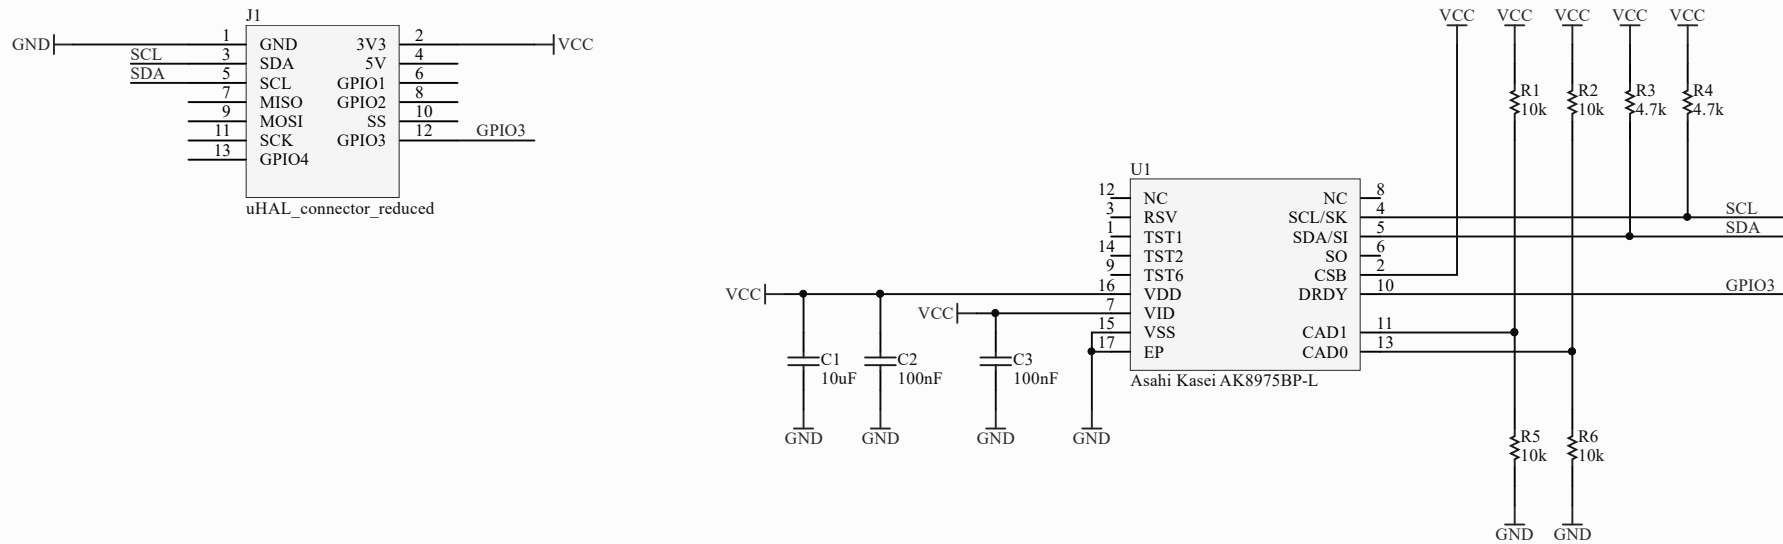 J1
GND 1 GND 3V3 2 VCC
SCL 3 SDA 5V 4
SDA 5 SCL GPIO1 6
7 MISO GPIO2 8
9 MOSI SS 10
11 SCK GPIO3 12 GPIO3
13 GPIO4
uHAL_connector_reduced
VCC VCC VCC VCC VCC
R1 R2 R3 R4
10k 10k 4.7k 4.7k
U1
12 NC NC 8
3 RSV SCL/SK 4 SCL
1 TST1 SDA/SI 5 SDA
14 TST2 SO 6
9 TST6 CSB 2
VCC 16 VDD DRDY 10 GPIO3
VCC 7 VID
15 VSS CAD1 11
17 EP CAD0 13
Asahi Kasei AK8975BP-L
C1 C2 C3
10uF 100nF 100nF
GND GND GND GND
R5 R6
10k 10k
GND GND